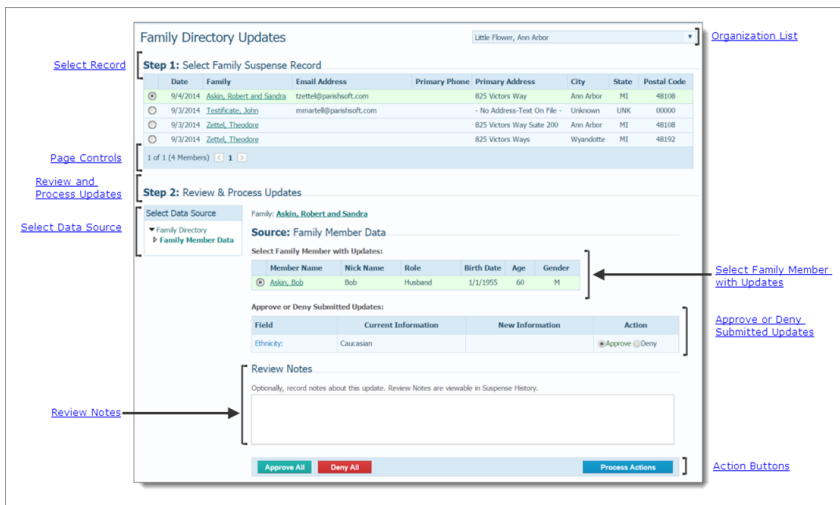 Family Directory Updates
Little Flower, Ann Arbor
Organization List
Select Record
Step 1: Select Family Suspense Record
Date Family Email Address Primary Phone Primary Address City State Postal Code
9/4/2014 Askin, Robert and Sandra tzettel@parishsoft.com 825 Victors Way Ann Arbor MI 48108
9/3/2014 Testificate, John mmartell@parishsoft.com - No Address-Text On File - Unknown UNK 00000
9/3/2014 Zettel, Theodore 825 Victors Way Suite 200 Ann Arbor MI 48108
9/3/2014 Zettel, Theodore 825 Victors Ways Wyandotte MI 48192
Page Controls
1 of 1 (4 Members) < 1 >
Review and
Process Updates
Step 2: Review & Process Updates
Select Data Source
Select Data Source
Family Directory
Family Member Data
Family: Askin, Robert and Sandra
Source: Family Member Data
Select Family Member with Updates:
Member Name Nick Name Role Birth Date Age Gender
Askin, Bob Bob Husband 1/1/1955 60 M
Select Family Member
with Updates
Approve or Deny Submitted Updates:
Field Current Information New Information Action
Ethnicity: Caucasian Approve Deny
Approve or Deny
Submitted Updates
Review Notes
Optionally, record notes about this update. Review Notes are viewable in Suspense History.
Review Notes
Approve All Deny All Process Actions
Action Buttons